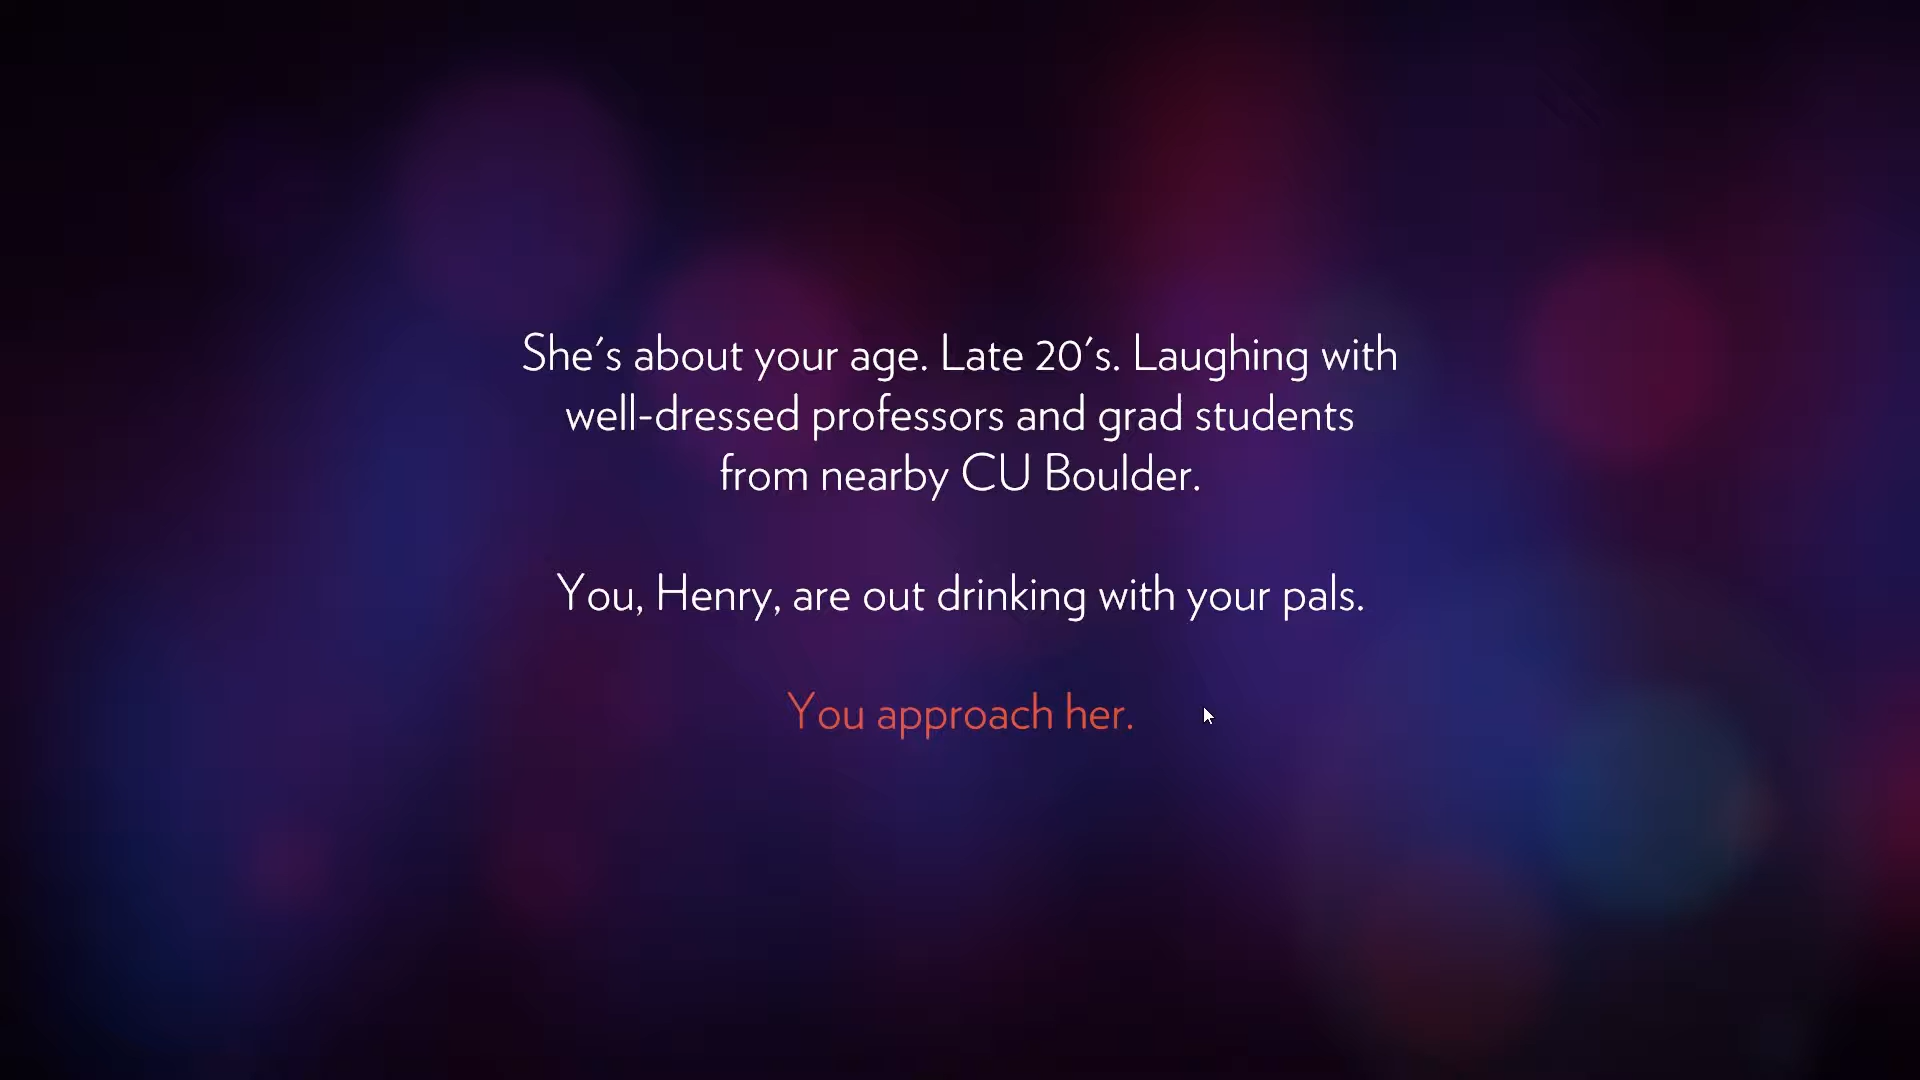 She's about your age. Late 20's. Laughing with
well-dressed professors and grad students
from nearby CU Boulder.
You, Henry, are out drinking with your pals.
You approach her.